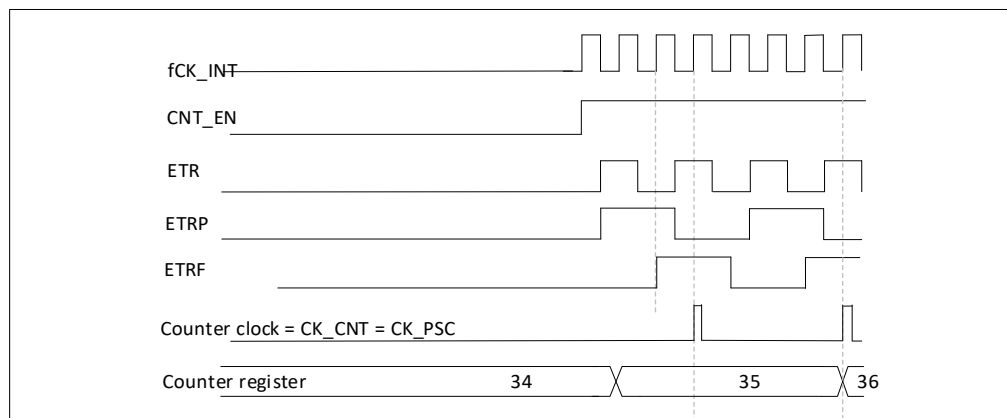 fCK_INT
CNT_EN
ETR
ETRP
ETRF
Counter clock = CK_CNT = CK_PSC
Counter register 34 35 36